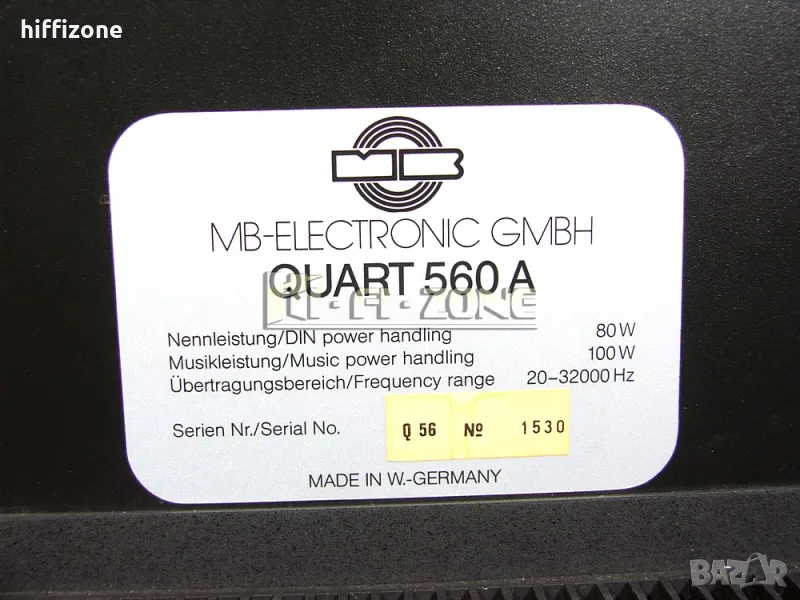 hiffizone
MB
MB-ELECTRONIC GMBH
QUART 560 A
HI-FI-ZONE
Nennleistung/DIN power handling 80 W
Musikleistung/Music power handling 100 W
Übertragungsbereich/Frequency range 20–32000 Hz
Serien Nr./Serial No. Q 56 № 1530
MADE IN W.-GERMANY
BAZAR